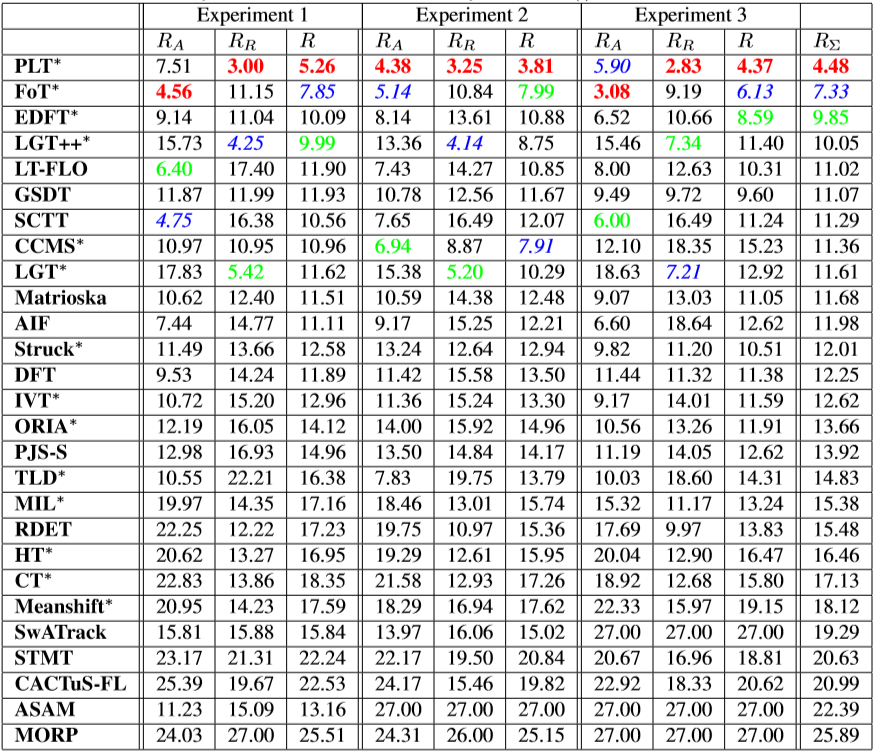 Experiment 1 Experiment 2 Experiment 3
R_A R_R R R_A R_R R R_A R_R R R_Σ
PLT* 7.51 3.00 5.26 4.38 3.25 3.81 5.90 2.83 4.37 4.48
FoT* 4.56 11.15 7.85 5.14 10.84 7.99 3.08 9.19 6.13 7.33
EDFT* 9.14 11.04 10.09 8.14 13.61 10.88 6.52 10.66 8.59 9.85
LGT++* 15.73 4.25 9.99 13.36 4.14 8.75 15.46 7.34 11.40 10.05
LT-FLO 6.40 17.40 11.90 7.43 14.27 10.85 8.00 12.63 10.31 11.02
GSDT 11.87 11.99 11.93 10.78 12.56 11.67 9.49 9.72 9.60 11.07
SCTT 4.75 16.38 10.56 7.65 16.49 12.07 6.00 16.49 11.24 11.29
CCMS* 10.97 10.95 10.96 6.94 8.87 7.91 12.10 18.35 15.23 11.36
LGT* 17.83 5.42 11.62 15.38 5.20 10.29 18.63 7.21 12.92 11.61
Matrioska 10.62 12.40 11.51 10.59 14.38 12.48 9.07 13.03 11.05 11.68
AIF 7.44 14.77 11.11 9.17 15.25 12.21 6.60 18.64 12.62 11.98
Struck* 11.49 13.66 12.58 13.24 12.64 12.94 9.82 11.20 10.51 12.01
DFT 9.53 14.24 11.89 11.42 15.58 13.50 11.44 11.32 11.38 12.25
IVT* 10.72 15.20 12.96 11.36 15.24 13.30 9.17 14.01 11.59 12.62
ORIA* 12.19 16.05 14.12 14.00 15.92 14.96 10.56 13.26 11.91 13.66
PJS-S 12.98 16.93 14.96 13.50 14.84 14.17 11.19 14.05 12.62 13.92
TLD* 10.55 22.21 16.38 7.83 19.75 13.79 10.03 18.60 14.31 14.83
MIL* 19.97 14.35 17.16 18.46 13.01 15.74 15.32 11.17 13.24 15.38
RDET 22.25 12.22 17.23 19.75 10.97 15.36 17.69 9.97 13.83 15.48
HT* 20.62 13.27 16.95 19.29 12.61 15.95 20.04 12.90 16.47 16.46
CT* 22.83 13.86 18.35 21.58 12.93 17.26 18.92 12.68 15.80 17.13
Meanshift* 20.95 14.23 17.59 18.29 16.94 17.62 22.33 15.97 19.15 18.12
SwATrack 15.81 15.88 15.84 13.97 16.06 15.02 27.00 27.00 27.00 19.29
STMT 23.17 21.31 22.24 22.17 19.50 20.84 20.67 16.96 18.81 20.63
CACTuS-FL 25.39 19.67 22.53 24.17 15.46 19.82 22.92 18.33 20.62 20.99
ASAM 11.23 15.09 13.16 27.00 27.00 27.00 27.00 27.00 27.00 22.39
MORP 24.03 27.00 25.51 24.31 26.00 25.15 27.00 27.00 27.00 25.89